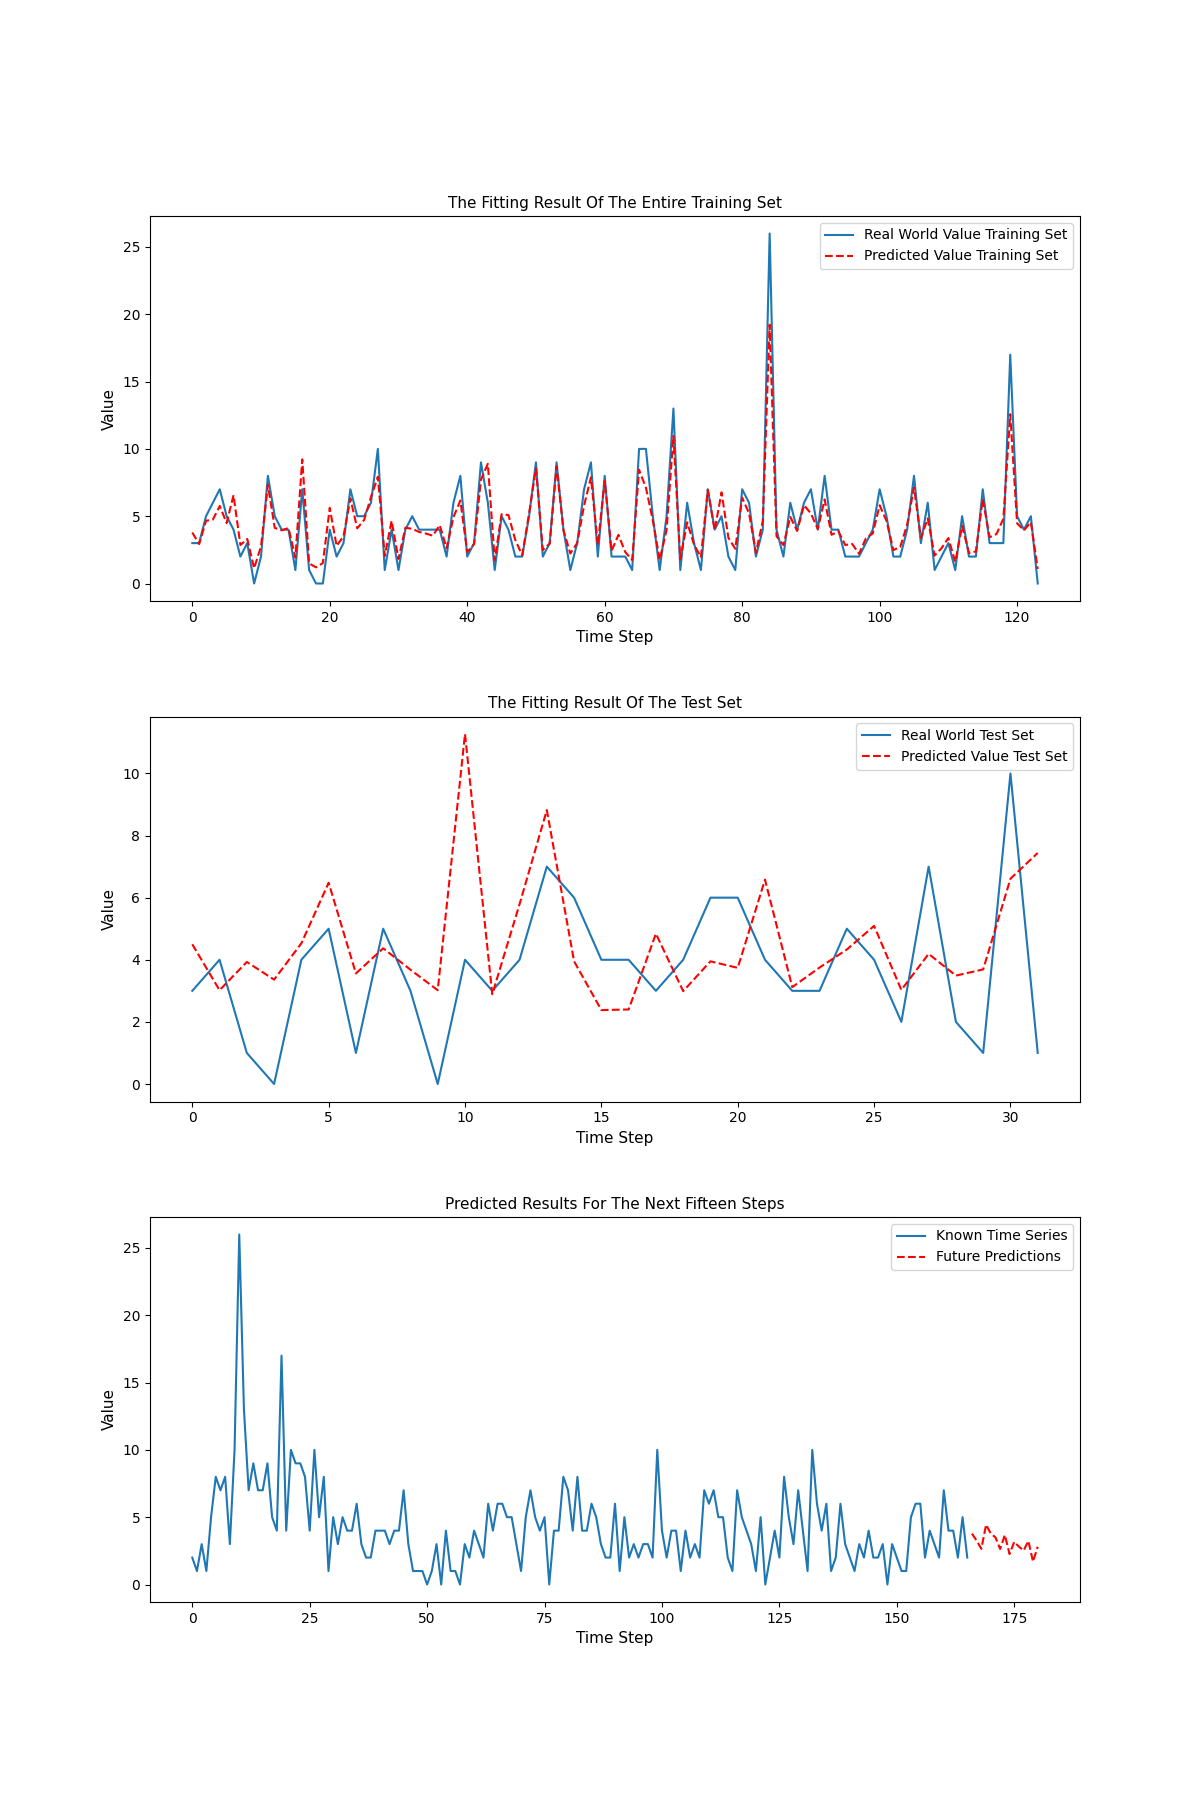 The Fitting Result Of The Entire Training Set
Real World Value Training Set
Predicted Value Training Set
Value
25
20
15
10
5
0
0 20 40 60 80 100 120
Time Step
The Fitting Result Of The Test Set
Real World Test Set
Predicted Value Test Set
Value
10
8
6
4
2
0
0 5 10 15 20 25 30
Time Step
Predicted Results For The Next Fifteen Steps
Known Time Series
Future Predictions
Value
25
20
15
10
5
0
0 25 50 75 100 125 150 175
Time Step